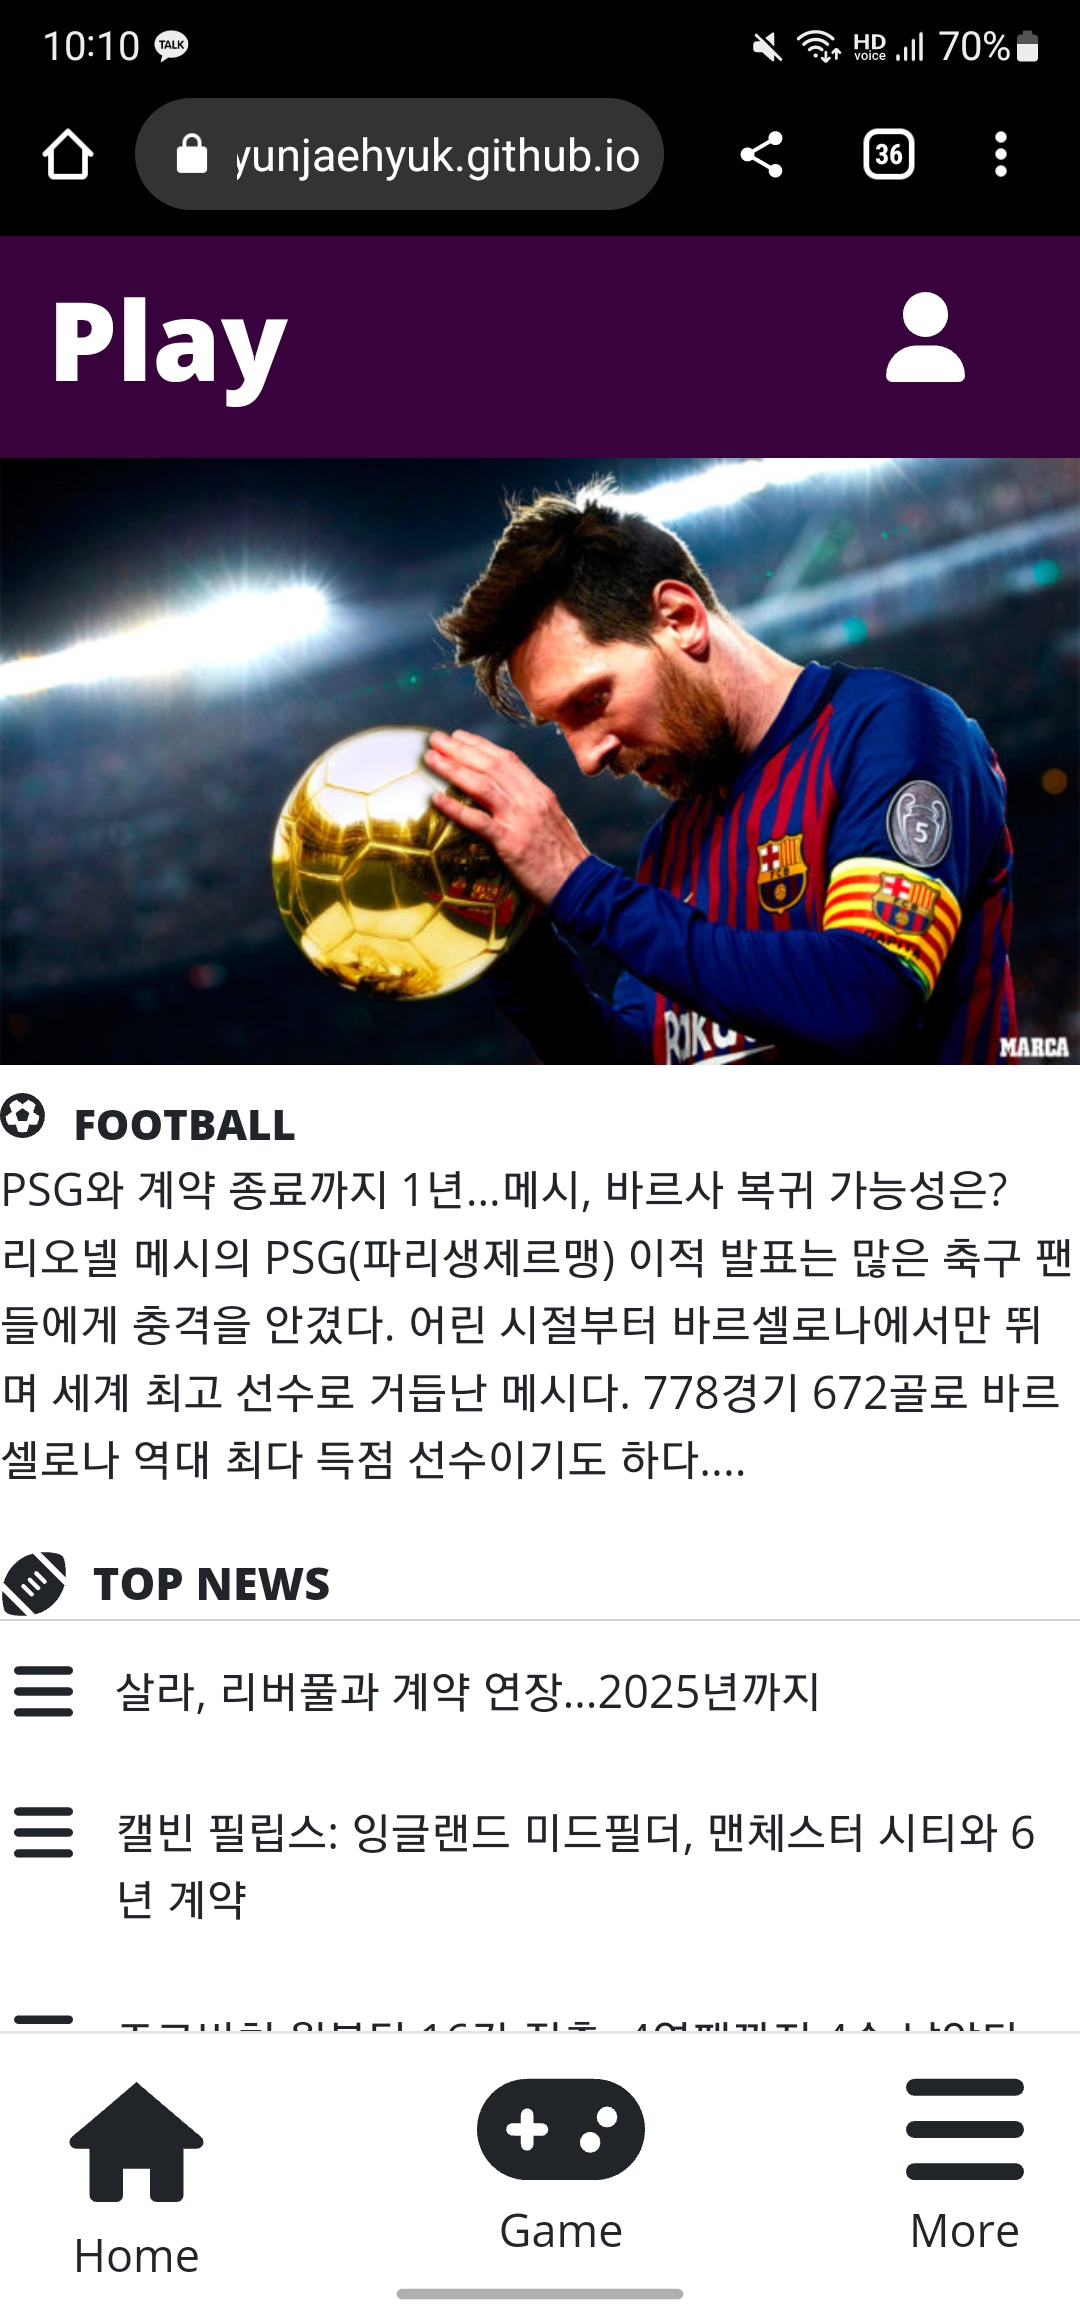 10:10 TALK HD voice 70%
yunjaehyuk.github.io 36
Play
5
FCB
MARCA
FOOTBALL
PSG와 계약 종료까지 1년...메시, 바르사 복귀 가능성은?
리오넬 메시의 PSG(파리생제르맹) 이적 발표는 많은 축구 팬
들에게 충격을 안겼다. 어린 시절부터 바르셀로나에서만 뛰
며 세계 최고 선수로 거듭난 메시다. 778경기 672골로 바르
셀로나 역대 최다 득점 선수이기도 하다....
TOP NEWS
살라, 리버풀과 계약 연장...2025년까지
캘빈 필립스: 잉글랜드 미드필더, 맨체스터 시티와 6
년 계약
Home
Game
More